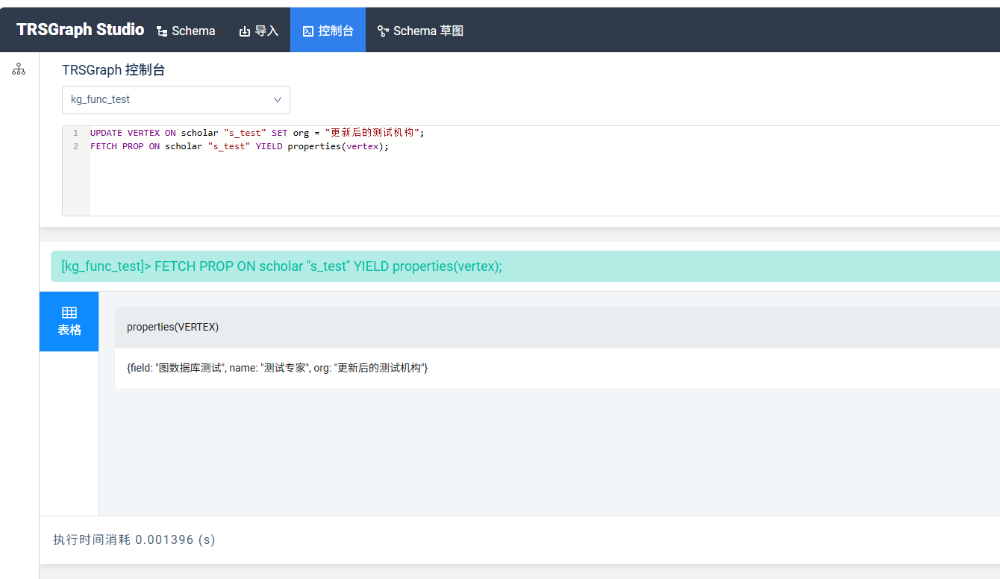 TRSGraph Studio Schema 导入 控制台 Schema 草图
TRSGraph 控制台
kg_func_test
1 UPDATE VERTEX ON scholar "s_test" SET org = "更新后的测试机构";
2 FETCH PROP ON scholar "s_test" YIELD properties(vertex);
[kg_func_test]> FETCH PROP ON scholar "s_test" YIELD properties(vertex);
表格
properties(VERTEX)
{field: "图数据库测试", name: "测试专家", org: "更新后的测试机构"}
执行时间消耗 0.001396 (s)